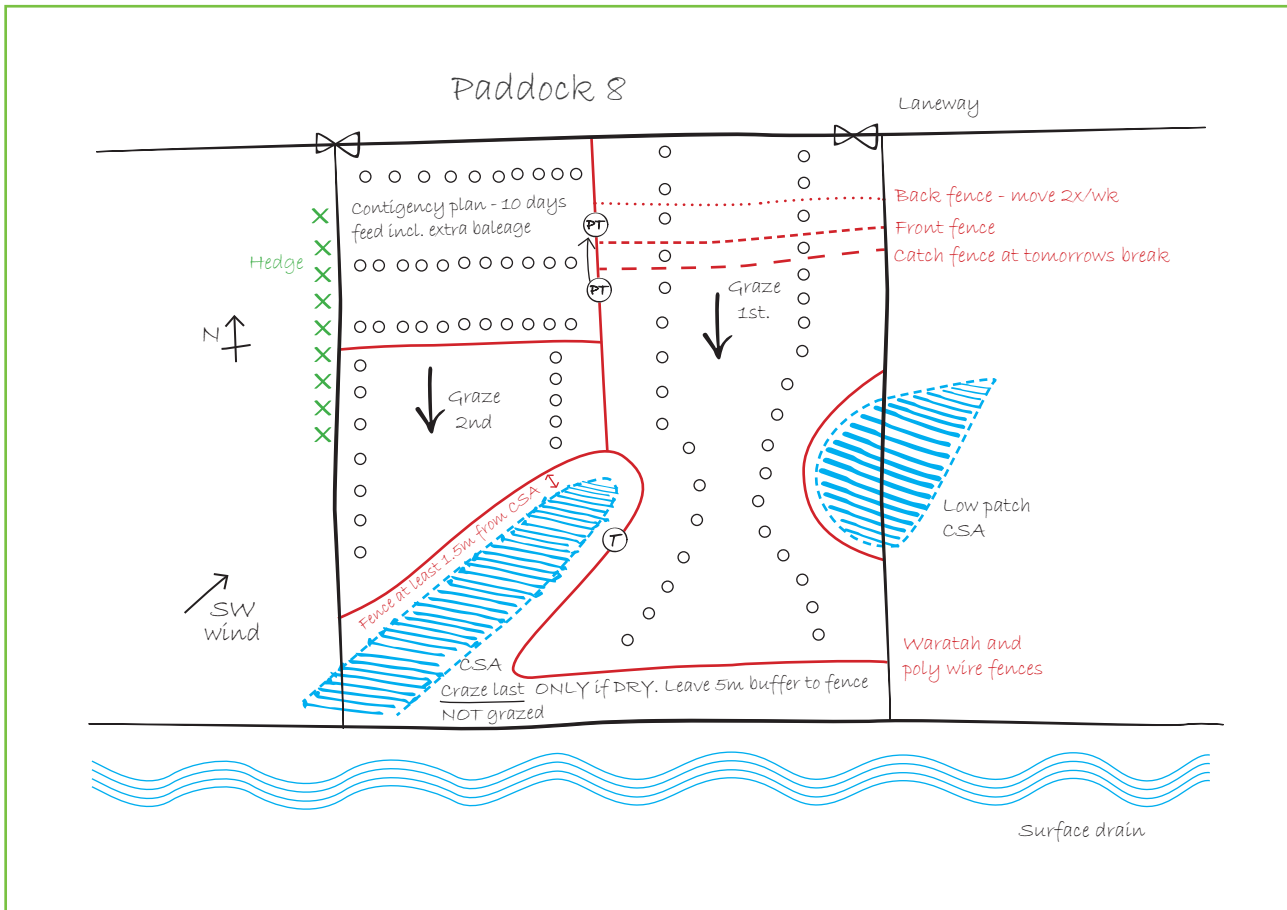 Paddock 8
Laneway
Contigency plan - 10 days
feed incl. extra baleage
PT
PT
Back fence - move 2x/wk
Front fence
Catch fence at tomorrows break
Hedge
Graze
1st.
N
Graze
2nd
Fence at least 1.5m from CSA
Low patch
CSA
T
SW
wind
Waratah and
poly wire fences
CSA
Craze last ONLY if DRY. Leave 5m buffer to fence
NOT grazed
Surface drain